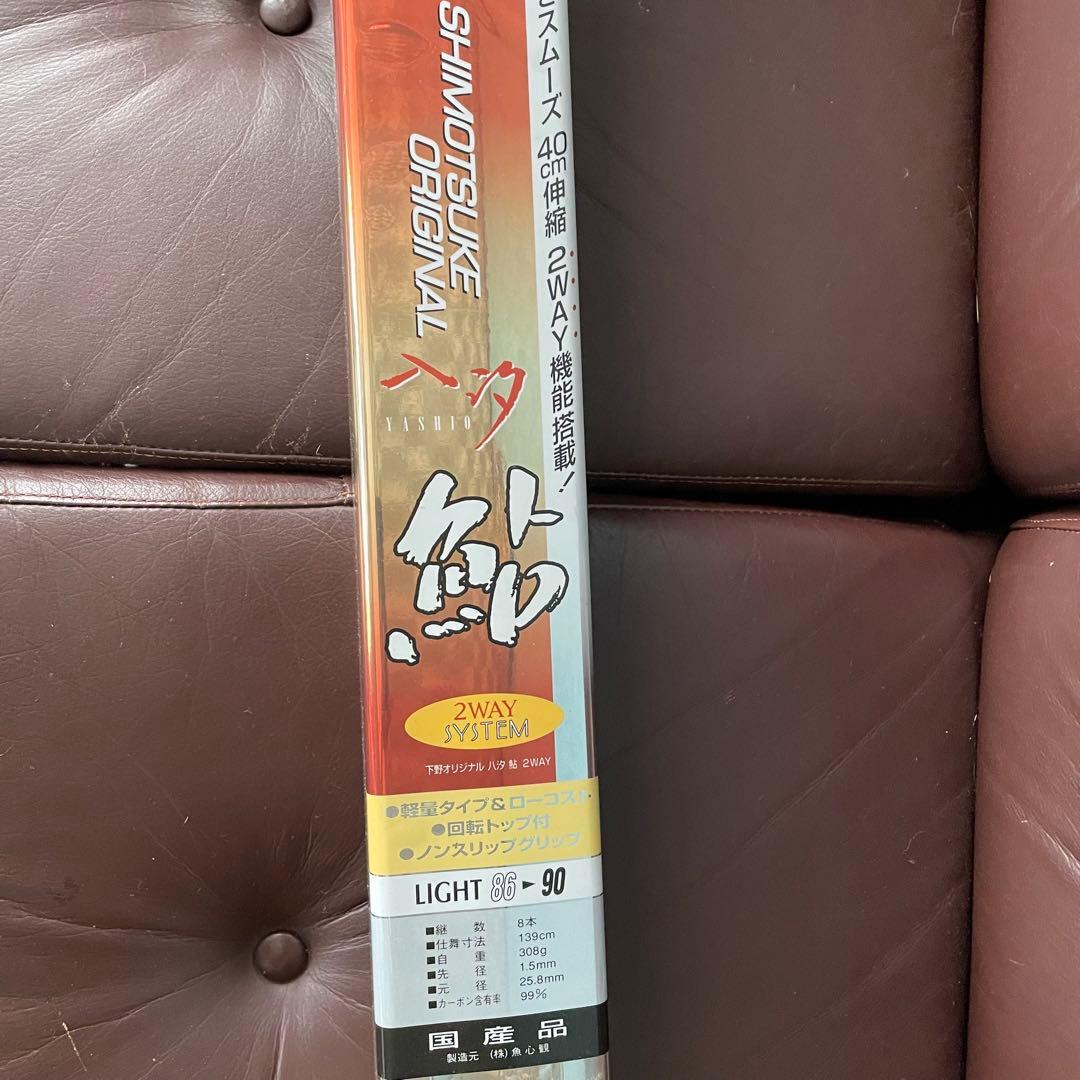 SHIMOTSUKE
ORIGINAL
スムーズ 40cm伸縮 2WAY機能搭載!
八汐
YASHIO
鮎
2WAY
SYSTEM
下野オリジナル 八汐 鮎 2WAY
●軽量タイプ&ローコスト
●回転トップ付
●ノンスリップグリップ
LIGHT 86►90
■継 数 8本
■仕舞寸法 139cm
■自 重 308g
■先 径 1.5mm
■元 径 25.8mm
■カーボン含有率 99%
国産品
製造元 (株)魚心観